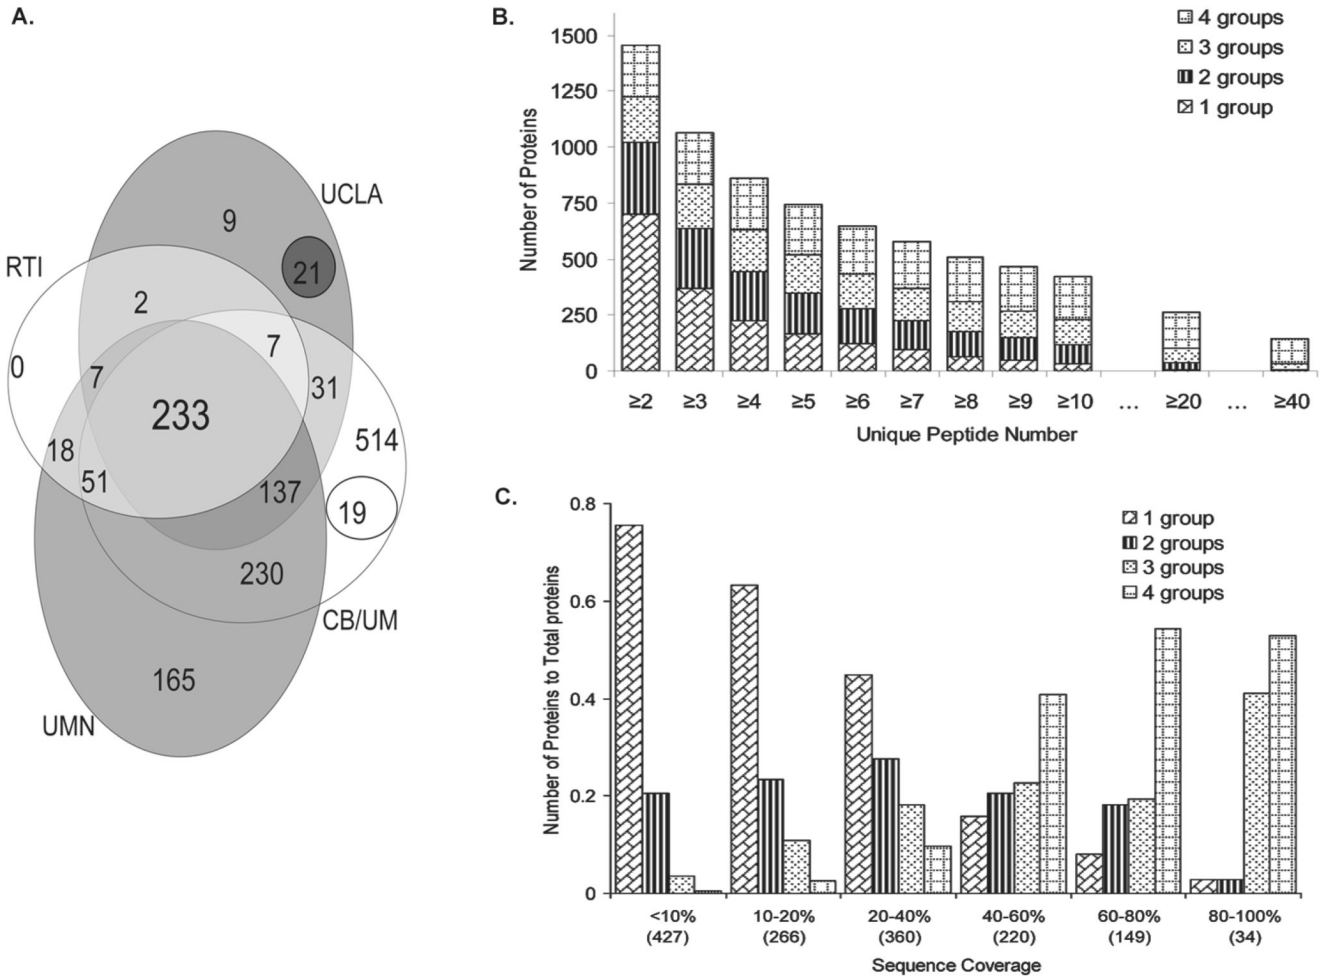 A.
UCLA
9
21
RTI
2
7
0
7
31
233
514
18
51
137
19
230
CB/UM
165
UMN
B.
4 groups
3 groups
2 groups
1 group
Number of Proteins
1500
1250
1000
750
500
250
0
≥2 ≥3 ≥4 ≥5 ≥6 ≥7 ≥8 ≥9 ≥10 ... ≥20 ... ≥40
Unique Peptide Number
C.
1 group
2 groups
3 groups
4 groups
Number of Proteins to Total proteins
0.8
0.6
0.4
0.2
0
<10% 10-20% 20-40% 40-60% 60-80% 80-100%
(427) (266) (360) (220) (149) (34)
Sequence Coverage